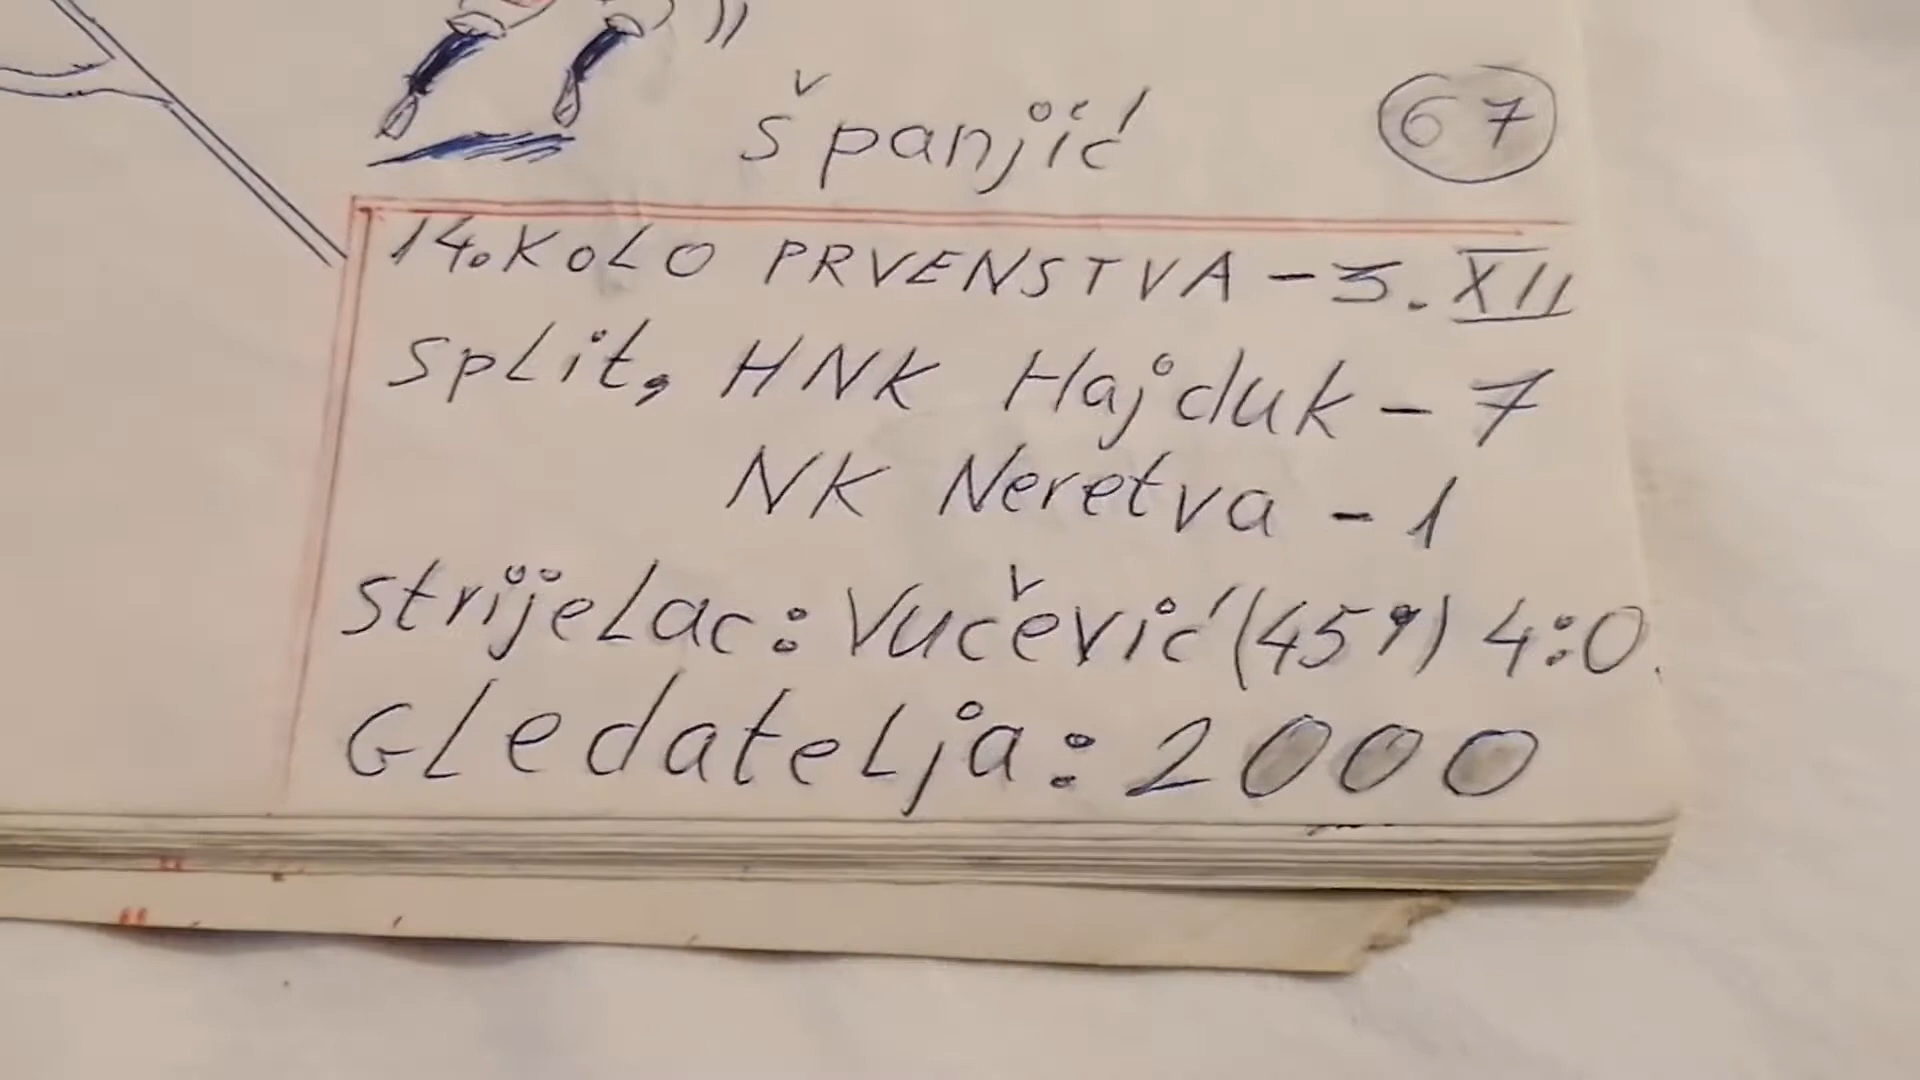 Španjić
67
14. KOLO PRVENSTVA - 3. XII
Split, HNK Hajduk - 7
NK Neretva - 1
Strijelac: Vučević (45') 4:0
Gledatelja: 2000